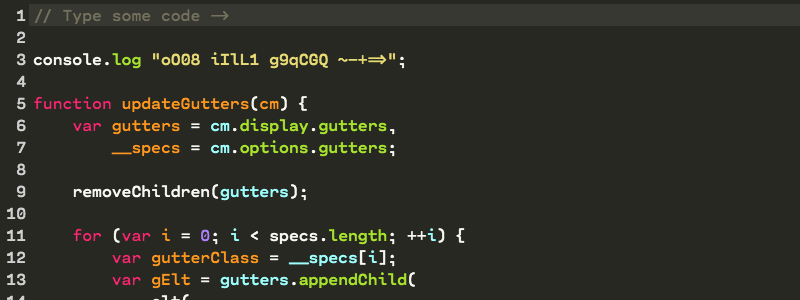 1 // Type some code ->
2
3 console.log "oO08 iIlL1 g9qCGQ ~-+=>";
4
5 function updateGutters(cm) {
6 var gutters = cm.display.gutters,
7 __specs = cm.options.gutters;
8
9 removeChildren(gutters);
10
11 for (var i = 0; i < specs.length; ++i) {
12 var gutterClass = __specs[i];
13 var gElt = gutters.appendChild(
14 elt(